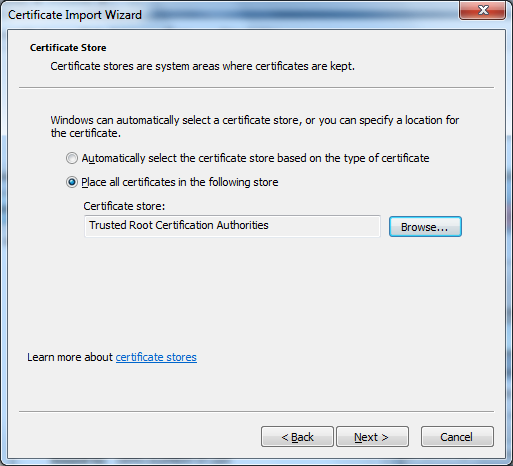 Certificate Import Wizard
Certificate Store
Certificate stores are system areas where certificates are kept.
Windows can automatically select a certificate store, or you can specify a location for
the certificate.
Automatically select the certificate store based on the type of certificate
Place all certificates in the following store
Certificate store:
Trusted Root Certification Authorities
Browse...
Learn more about certificate stores
< Back
Next >
Cancel